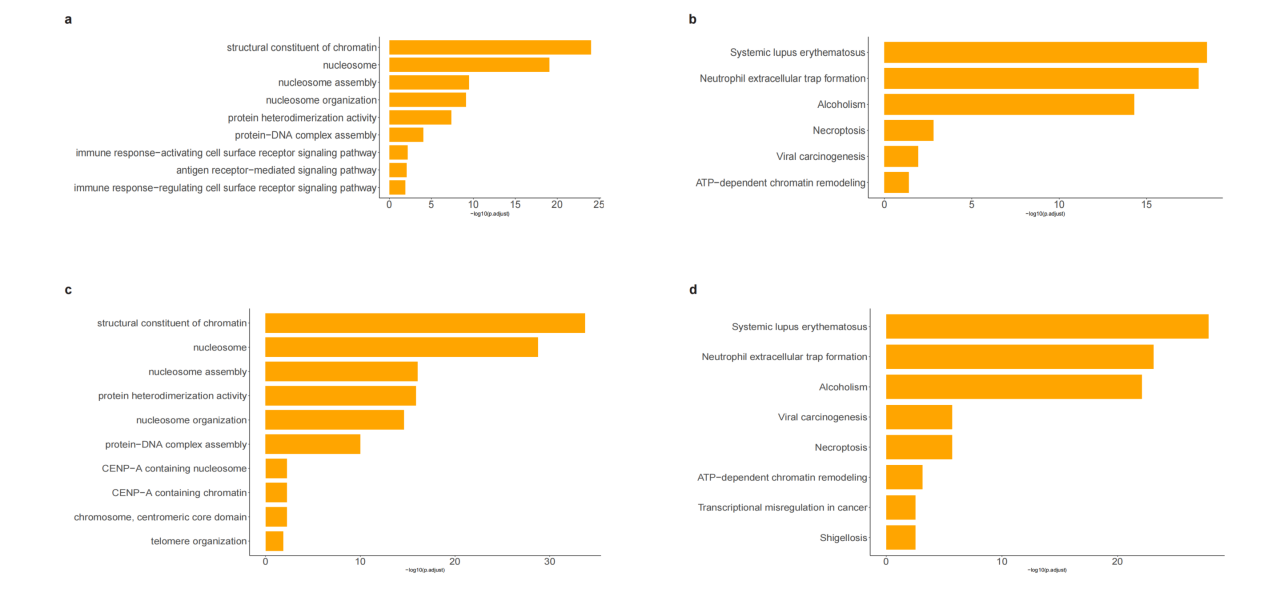 a
structural constituent of chromatin
nucleosome
nucleosome assembly
nucleosome organization
protein heterodimerization activity
protein−DNA complex assembly
immune response−activating cell surface receptor signaling pathway
antigen receptor−mediated signaling pathway
immune response−regulating cell surface receptor signaling pathway
0 5 10 15 20 25
−log10(p.adjust)
b
Systemic lupus erythematosus
Neutrophil extracellular trap formation
Alcoholism
Necroptosis
Viral carcinogenesis
ATP−dependent chromatin remodeling
0 5 10 15
−log10(p.adjust)
c
structural constituent of chromatin
nucleosome
nucleosome assembly
protein heterodimerization activity
nucleosome organization
protein−DNA complex assembly
CENP−A containing nucleosome
CENP−A containing chromatin
chromosome, centromeric core domain
telomere organization
0 10 20 30
−log10(p.adjust)
d
Systemic lupus erythematosus
Neutrophil extracellular trap formation
Alcoholism
Viral carcinogenesis
Necroptosis
ATP−dependent chromatin remodeling
Transcriptional misregulation in cancer
Shigellosis
0 10 20
−log10(p.adjust)